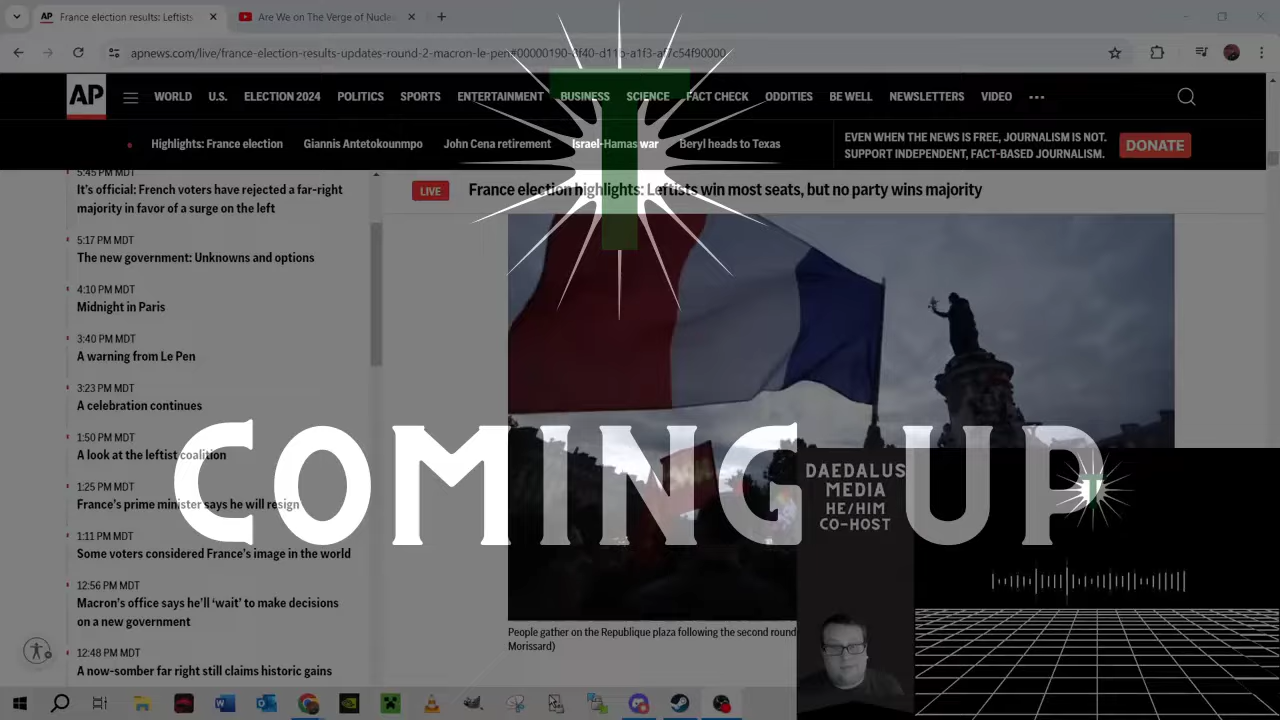 France election results: Leftists
Are We on The Verge of Nucle
apnews.com/live/france-election-results-updates-round-2-macron-le-pen#00000190-
AP
WORLD U.S. ELECTION 2024 POLITICS SPORTS ENTERTAINMENT BUSINESS SCIENCE FACT CHECK ODDITIES BE WELL NEWSLETTERS VIDEO
Highlights: France election Giannis Antetokounmpo John Cena retirement Israel-Hamas war Beryl heads to Texas
EVEN WHEN THE NEWS IS FREE, JOURNALISM IS NOT.
SUPPORT INDEPENDENT, FACT-BASED JOURNALISM.
DONATE
5:45 PM MDT
It's official: French voters have rejected a far-right
majority in favor of a surge on the left
5:17 PM MDT
The new government: Unknowns and options
4:10 PM MDT
Midnight in Paris
3:40 PM MDT
A warning from Le Pen
3:23 PM MDT
A celebration continues
1:50 PM MDT
A look at the leftist coalition
1:25 PM MDT
France's prime minister says he will resign
1:11 PM MDT
Some voters considered France's image in the world
12:56 PM MDT
Macron's office says he'll 'wait' to make decisions
on a new government
12:48 PM MDT
A now-somber far right still claims historic gains
LIVE
France election highlights: Leftists win most seats, but no party wins majority
People gather on the Republique plaza following the second round
Morissard)
T
COMING UP
DAEDALUS
MEDIA
HE/HIM
CO-HOST
T